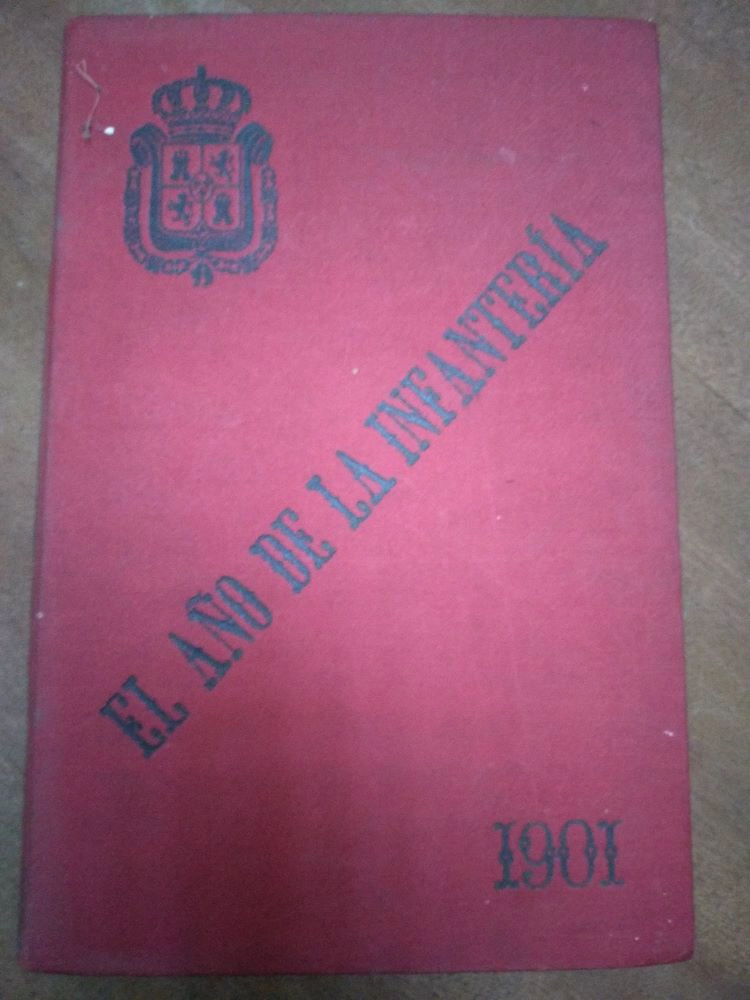 EL AÑO DE LA INFANTERÍA
1901